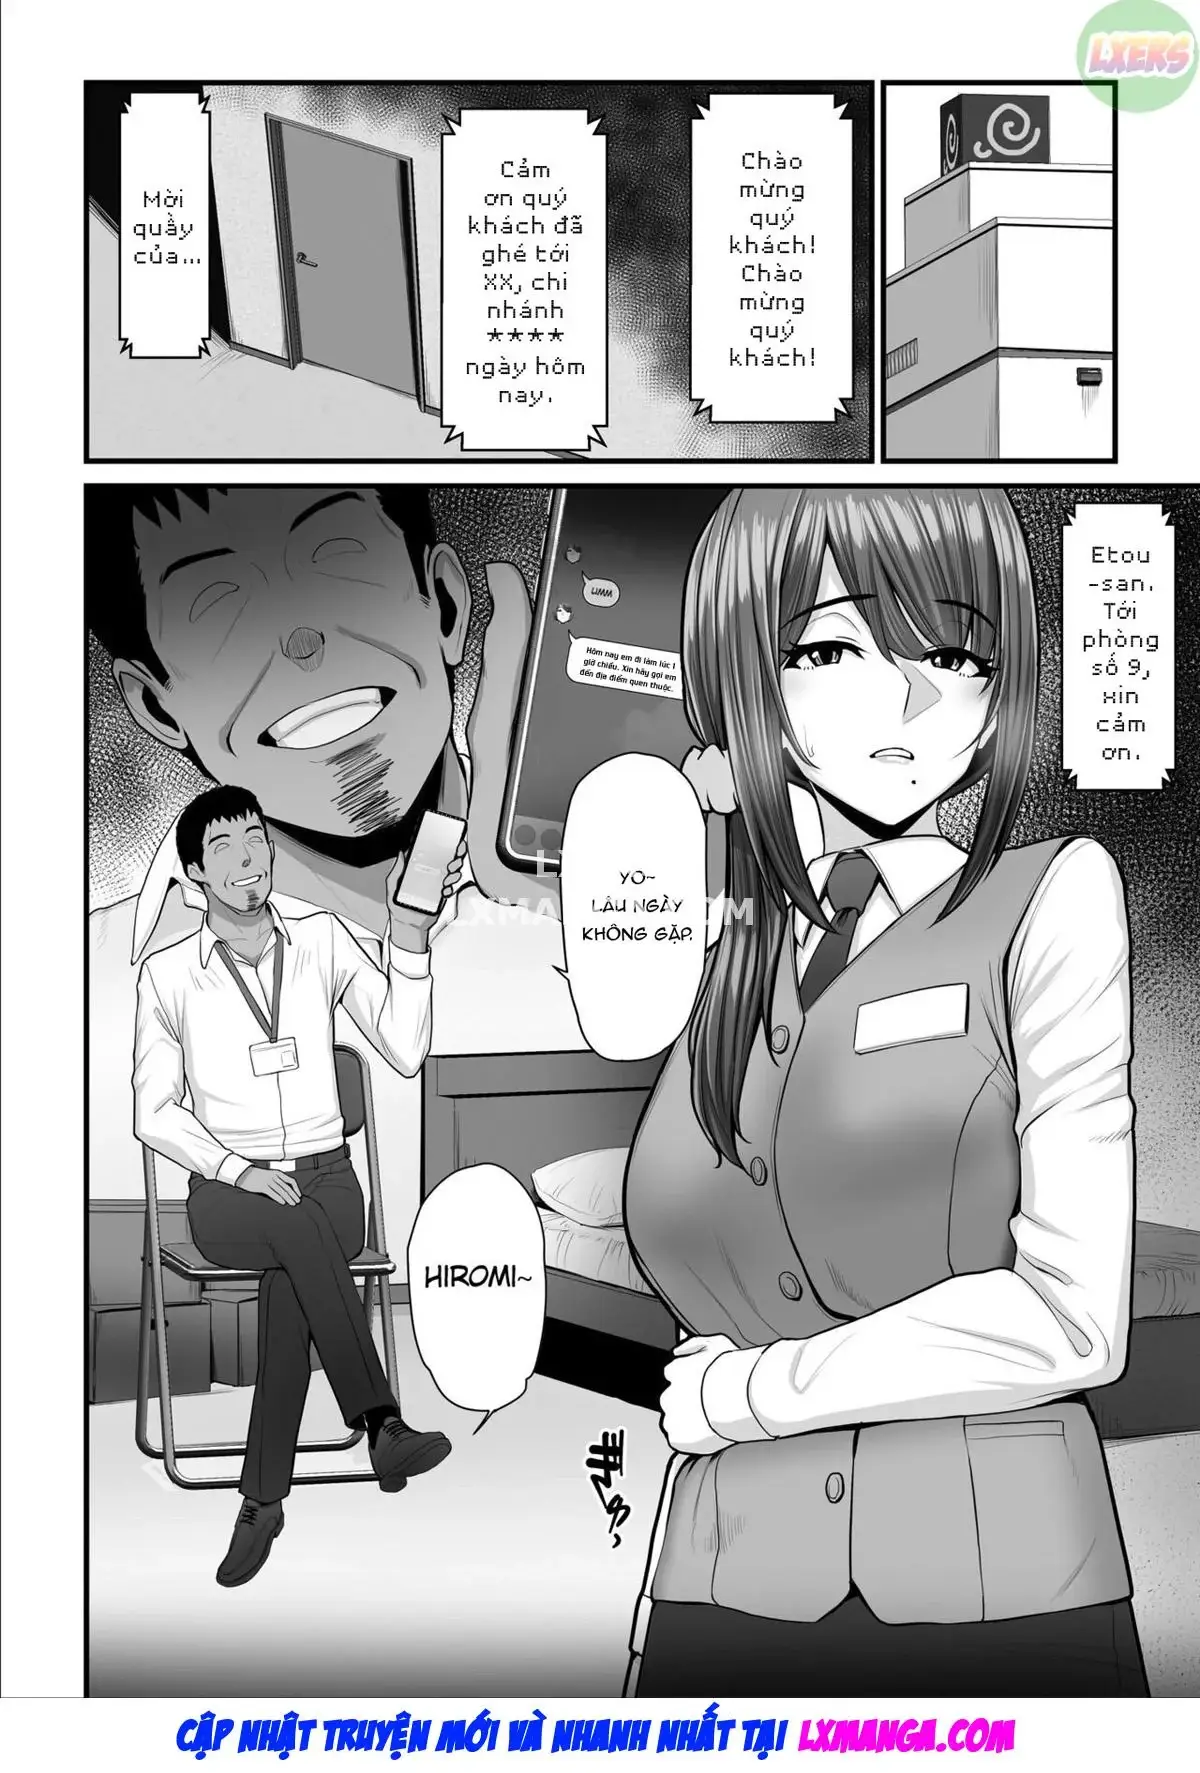 LXERS
Chào
mừng
quý
khách!
Chào
mừng
quý
khách!
Cảm
ơn quý
khách đã
ghé tới
XX, chi
nhánh
****
ngày hôm
nay.
Mời
quầy
của...
Etou
-san.
Tới
phòng
số 9,
xin
cảm
ơn.
UMM
Hôm nay em đi làm lúc 1
giờ chiều. Xin hãy gọi em
đến địa điểm quen thuộc.
YO~
LÂU NGÀY
KHÔNG GẶP.
HIROMI~
CẬP NHẬT TRUYỆN MỚI VÀ NHANH NHẤT TẠI LXMANGA.COM